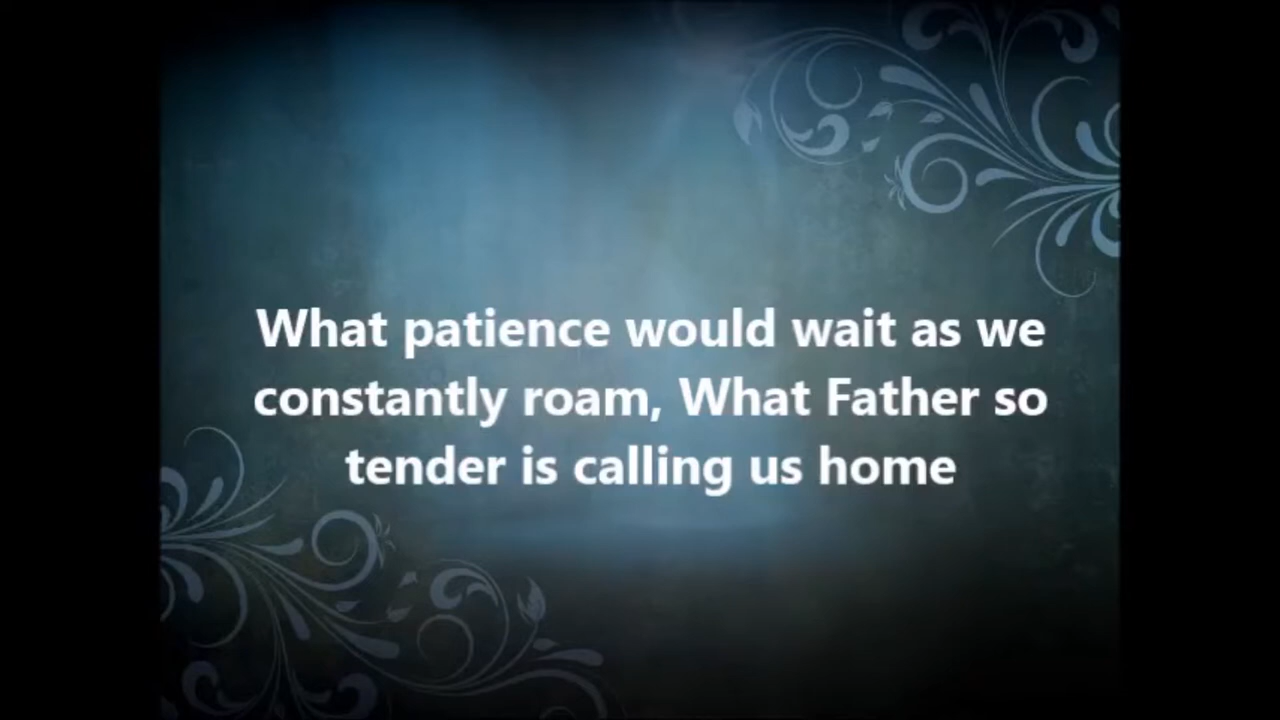 What patience would wait as we
constantly roam, What Father so
tender is calling us home